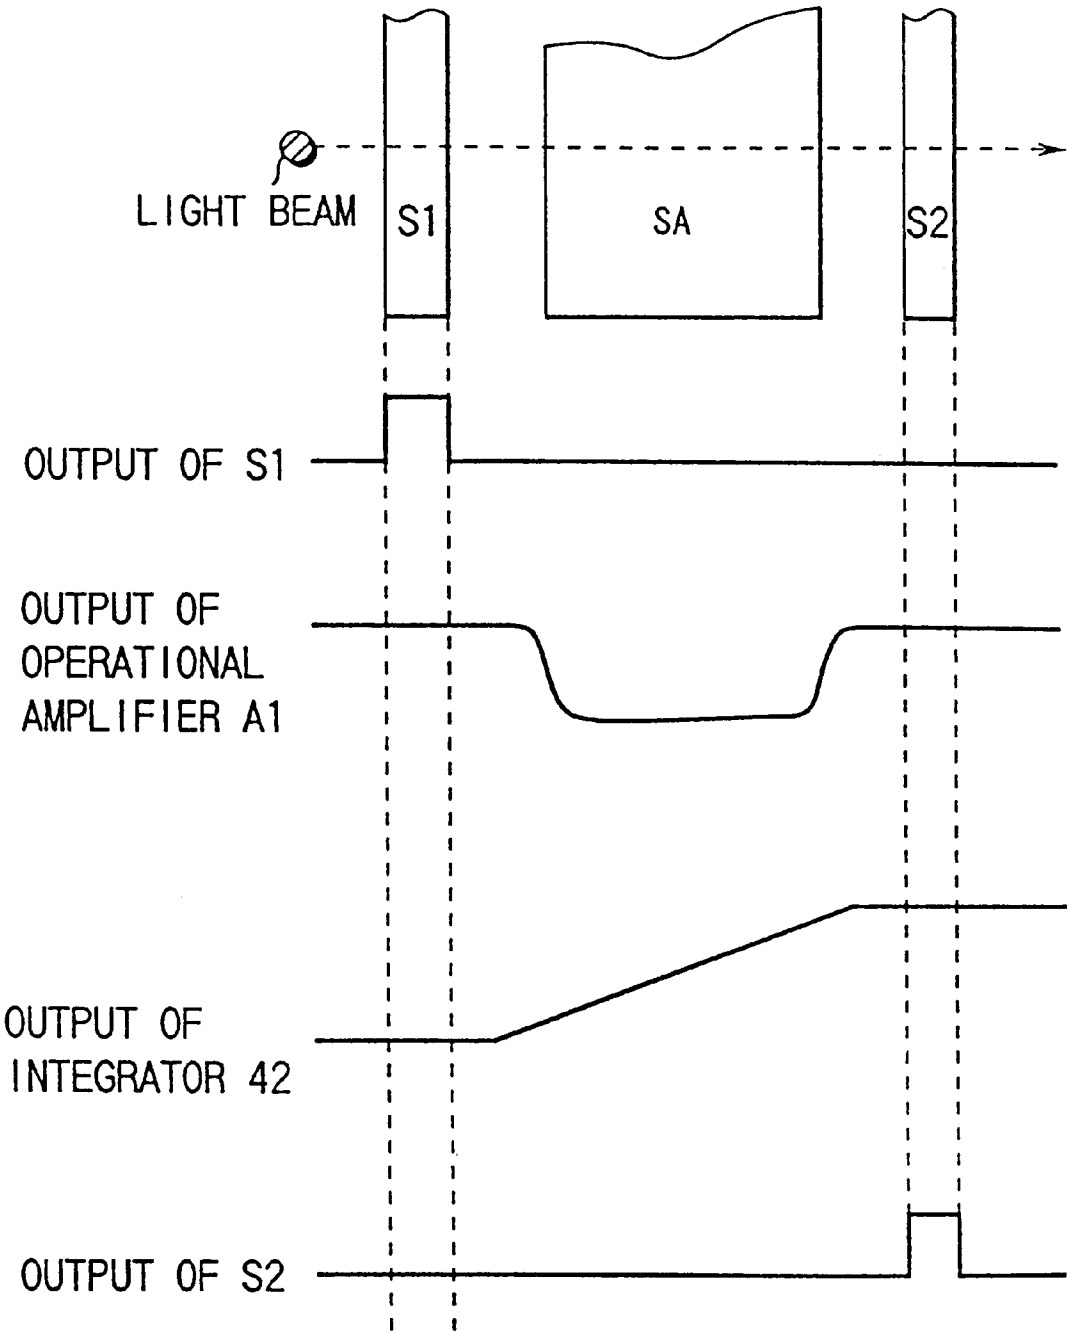 LIGHT BEAM
S1
SA
S2
OUTPUT OF S1
OUTPUT OF
OPERATIONAL
AMPLIFIER A1
OUTPUT OF
INTEGRATOR 42
OUTPUT OF S2